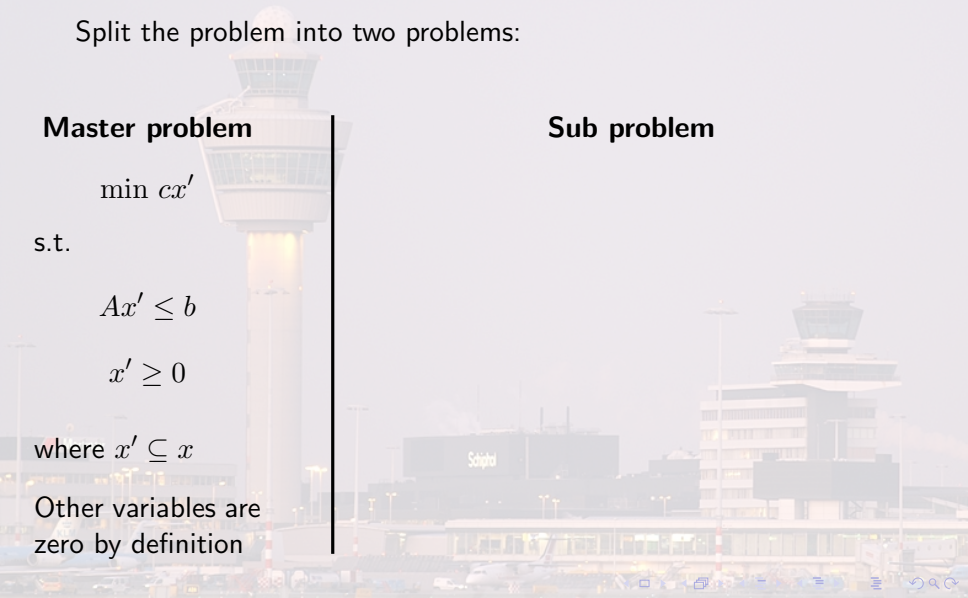 Split the problem into two problems:
Master problem
min cx′
s.t.
Ax′ ≤ b
x′ ≥ 0
where x′ ⊆ x
Other variables are
zero by definition
Sub problem
Schiphol